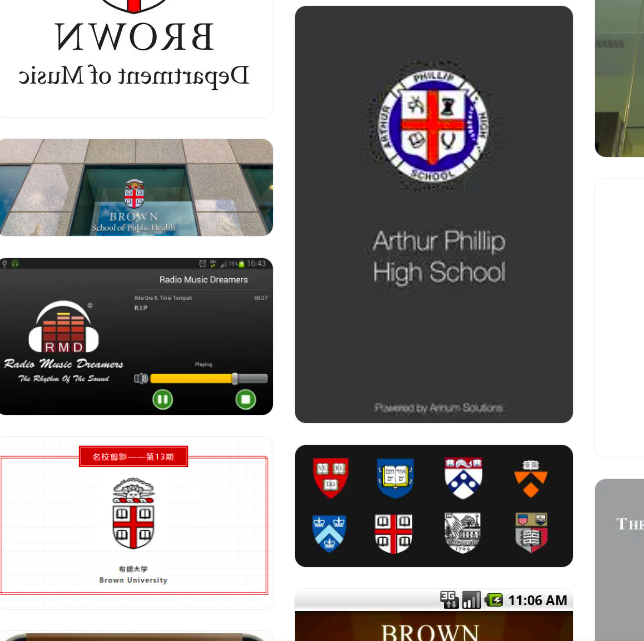 BROWN
Department of Music
BROWN
School of Public Health
16:43
Radio Music Dreamers
Rita Ora ft. Tinie Tempah
00:27
R.I.P
©
RMD
Radio Music Dreamers
The Rhythm Of The Sound
Playing
名校剪影——第13期
布朗大学
Brown University
ARTHUR PHILLIP HIGH
SCHOOL
Arthur Phillip
High School
Powered by Arinum Solutions
3G
11:06 AM
BROWN
THE